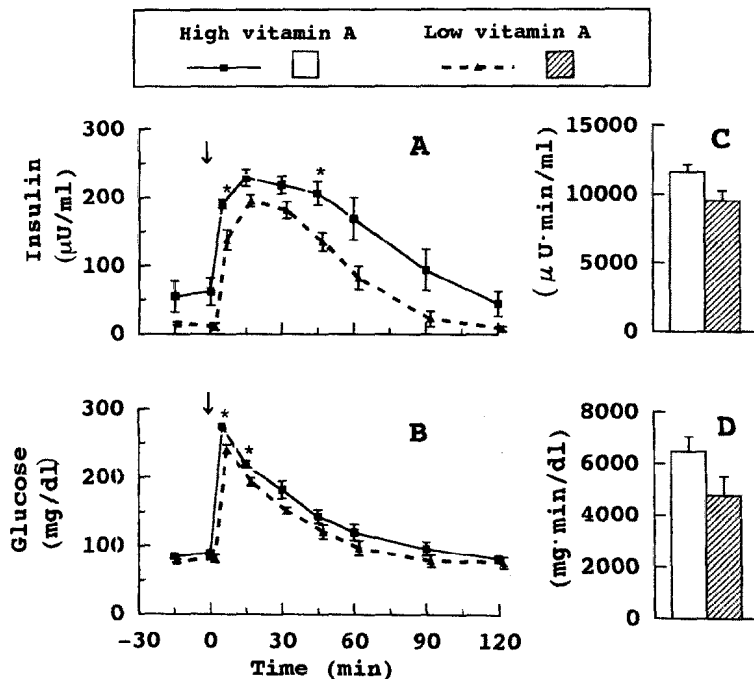 High vitamin A
Low vitamin A
A
Insulin
(μU/ml)
300
200
100
0
*
*
C
(μU·min/ml)
15000
10000
5000
0
B
Glucose
(mg/dl)
300
200
100
0
*
*
-30 0 30 60 90 120
Time (min)
D
(mg·min/dl)
8000
6000
4000
2000
0